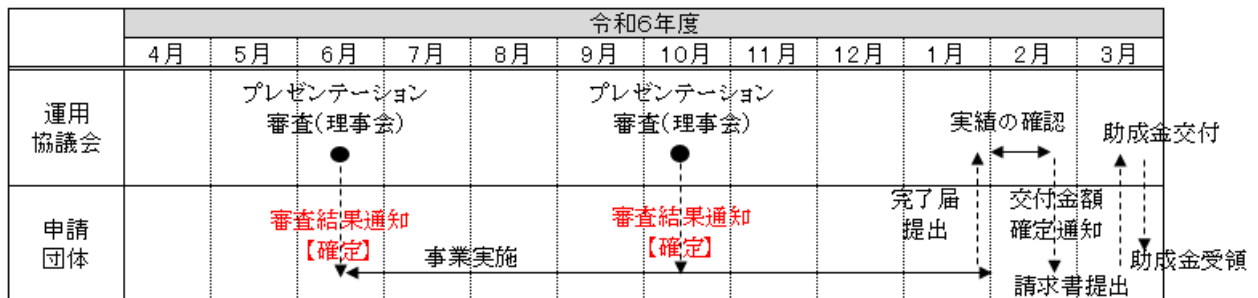 令和6年度
4月 5月 6月 7月 8月 9月 10月 11月 12月 1月 2月 3月
運用
協議会
プレゼンテーション
審査(理事会)
プレゼンテーション
審査(理事会)
実績の確認
助成金交付
申請
団体
審査結果通知
【確定】
事業実施
審査結果通知
【確定】
完了届
提出
交付金額
確定通知
請求書提出
助成金受領